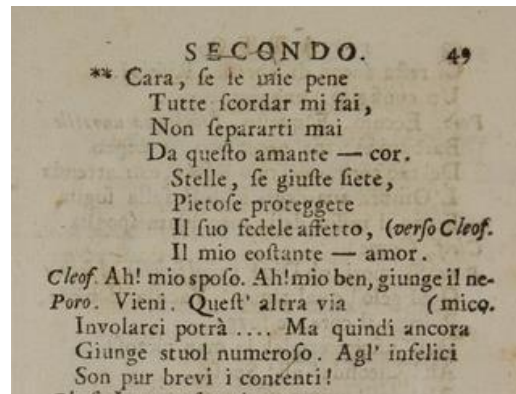 SECONDO. 49
** Cara, ſe le mie pene
Tutte ſcordar mi fai,
Non ſepararti mai
Da queſto amante — cor.
Stelle, ſe giuſte ſiete,
Pietoſe proteggete
Il ſuo fedele affetto, (verſo Cleof.
Il mio eoſtante — amor.
Cleof. Ah! mio spoſo. Ah! mio ben, giunge il ne-
Poro. Vieni. Queſt' altra via (mico.
Involarci potrà .... Ma quindi ancora
Giunge stuol numeroſo. Agl' infelici
Son pur brevi i contenti!